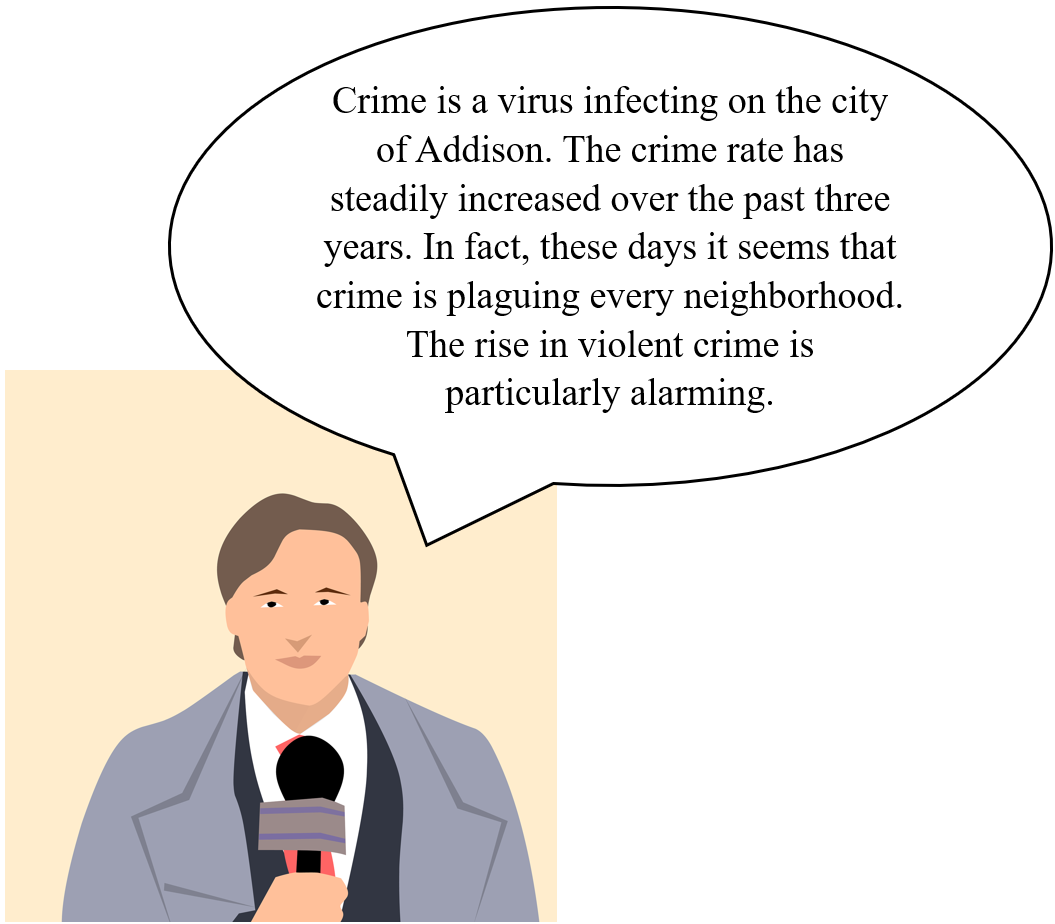 Crime is a virus infecting on the city
of Addison. The crime rate has
steadily increased over the past three
years. In fact, these days it seems that
crime is plaguing every neighborhood.
The rise in violent crime is
particularly alarming.